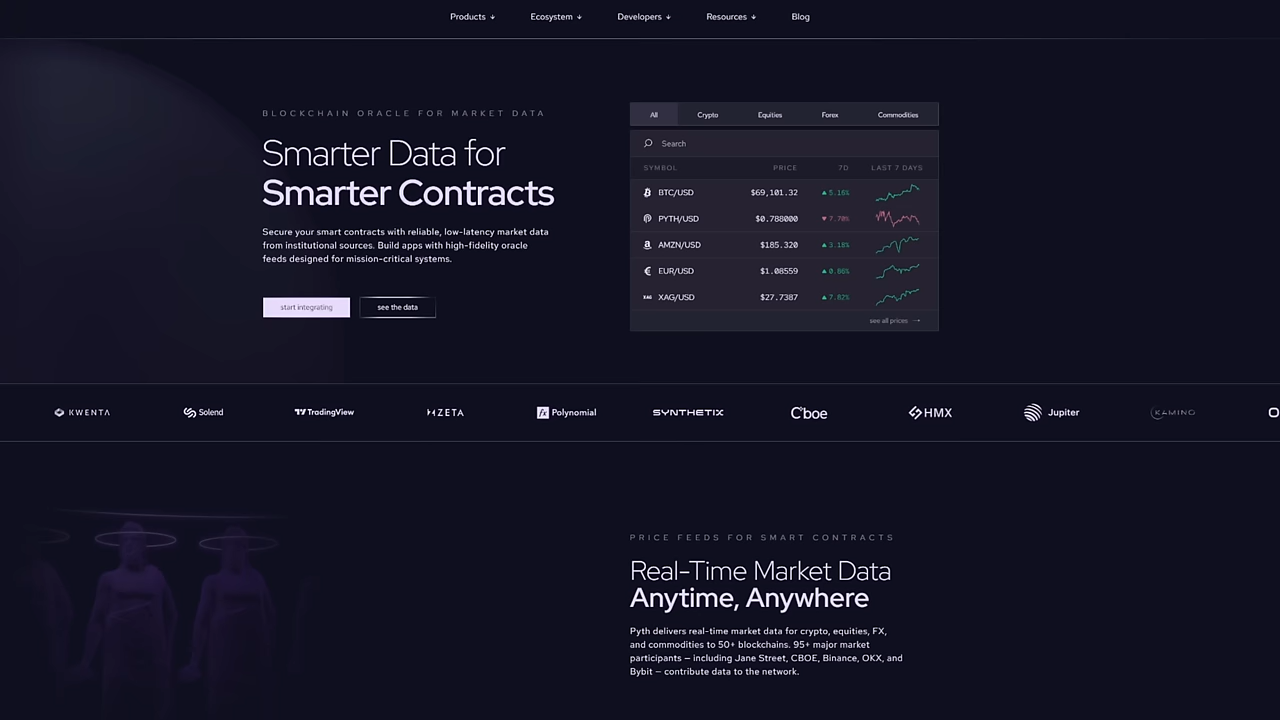 Products ↓ Ecosystem ↓ Developers ↓ Resources ↓ Blog
BLOCKCHAIN ORACLE FOR MARKET DATA
Smarter Data for
Smarter Contracts
Secure your smart contracts with reliable, low-latency market data
from institutional sources. Build apps with high-fidelity oracle
feeds designed for mission-critical systems.
start integrating see the data
All Crypto Equities Forex Commodities
Search
SYMBOL PRICE 7D LAST 7 DAYS
BTC/USD $69,101.32 ▲ 5.16%
PYTH/USD $0.788000 ▼ 7.70%
AMZN/USD $185.320 ▲ 3.18%
EUR/USD $1.08559
XAG XAG/USD $27.7387 ▲ 7.82%
see all prices →
KWENTA Solend TradingView ZETA fx Polynomial SYNTHETIX Cboe HMX Jupiter KAMINO
PRICE FEEDS FOR SMART CONTRACTS
Real-Time Market Data
Anytime, Anywhere
Pyth delivers real-time market data for crypto, equities, FX,
and commodities to 50+ blockchains. 95+ major market
participants — including Jane Street, CBOE, Binance, OKX, and
Bybit — contribute data to the network.